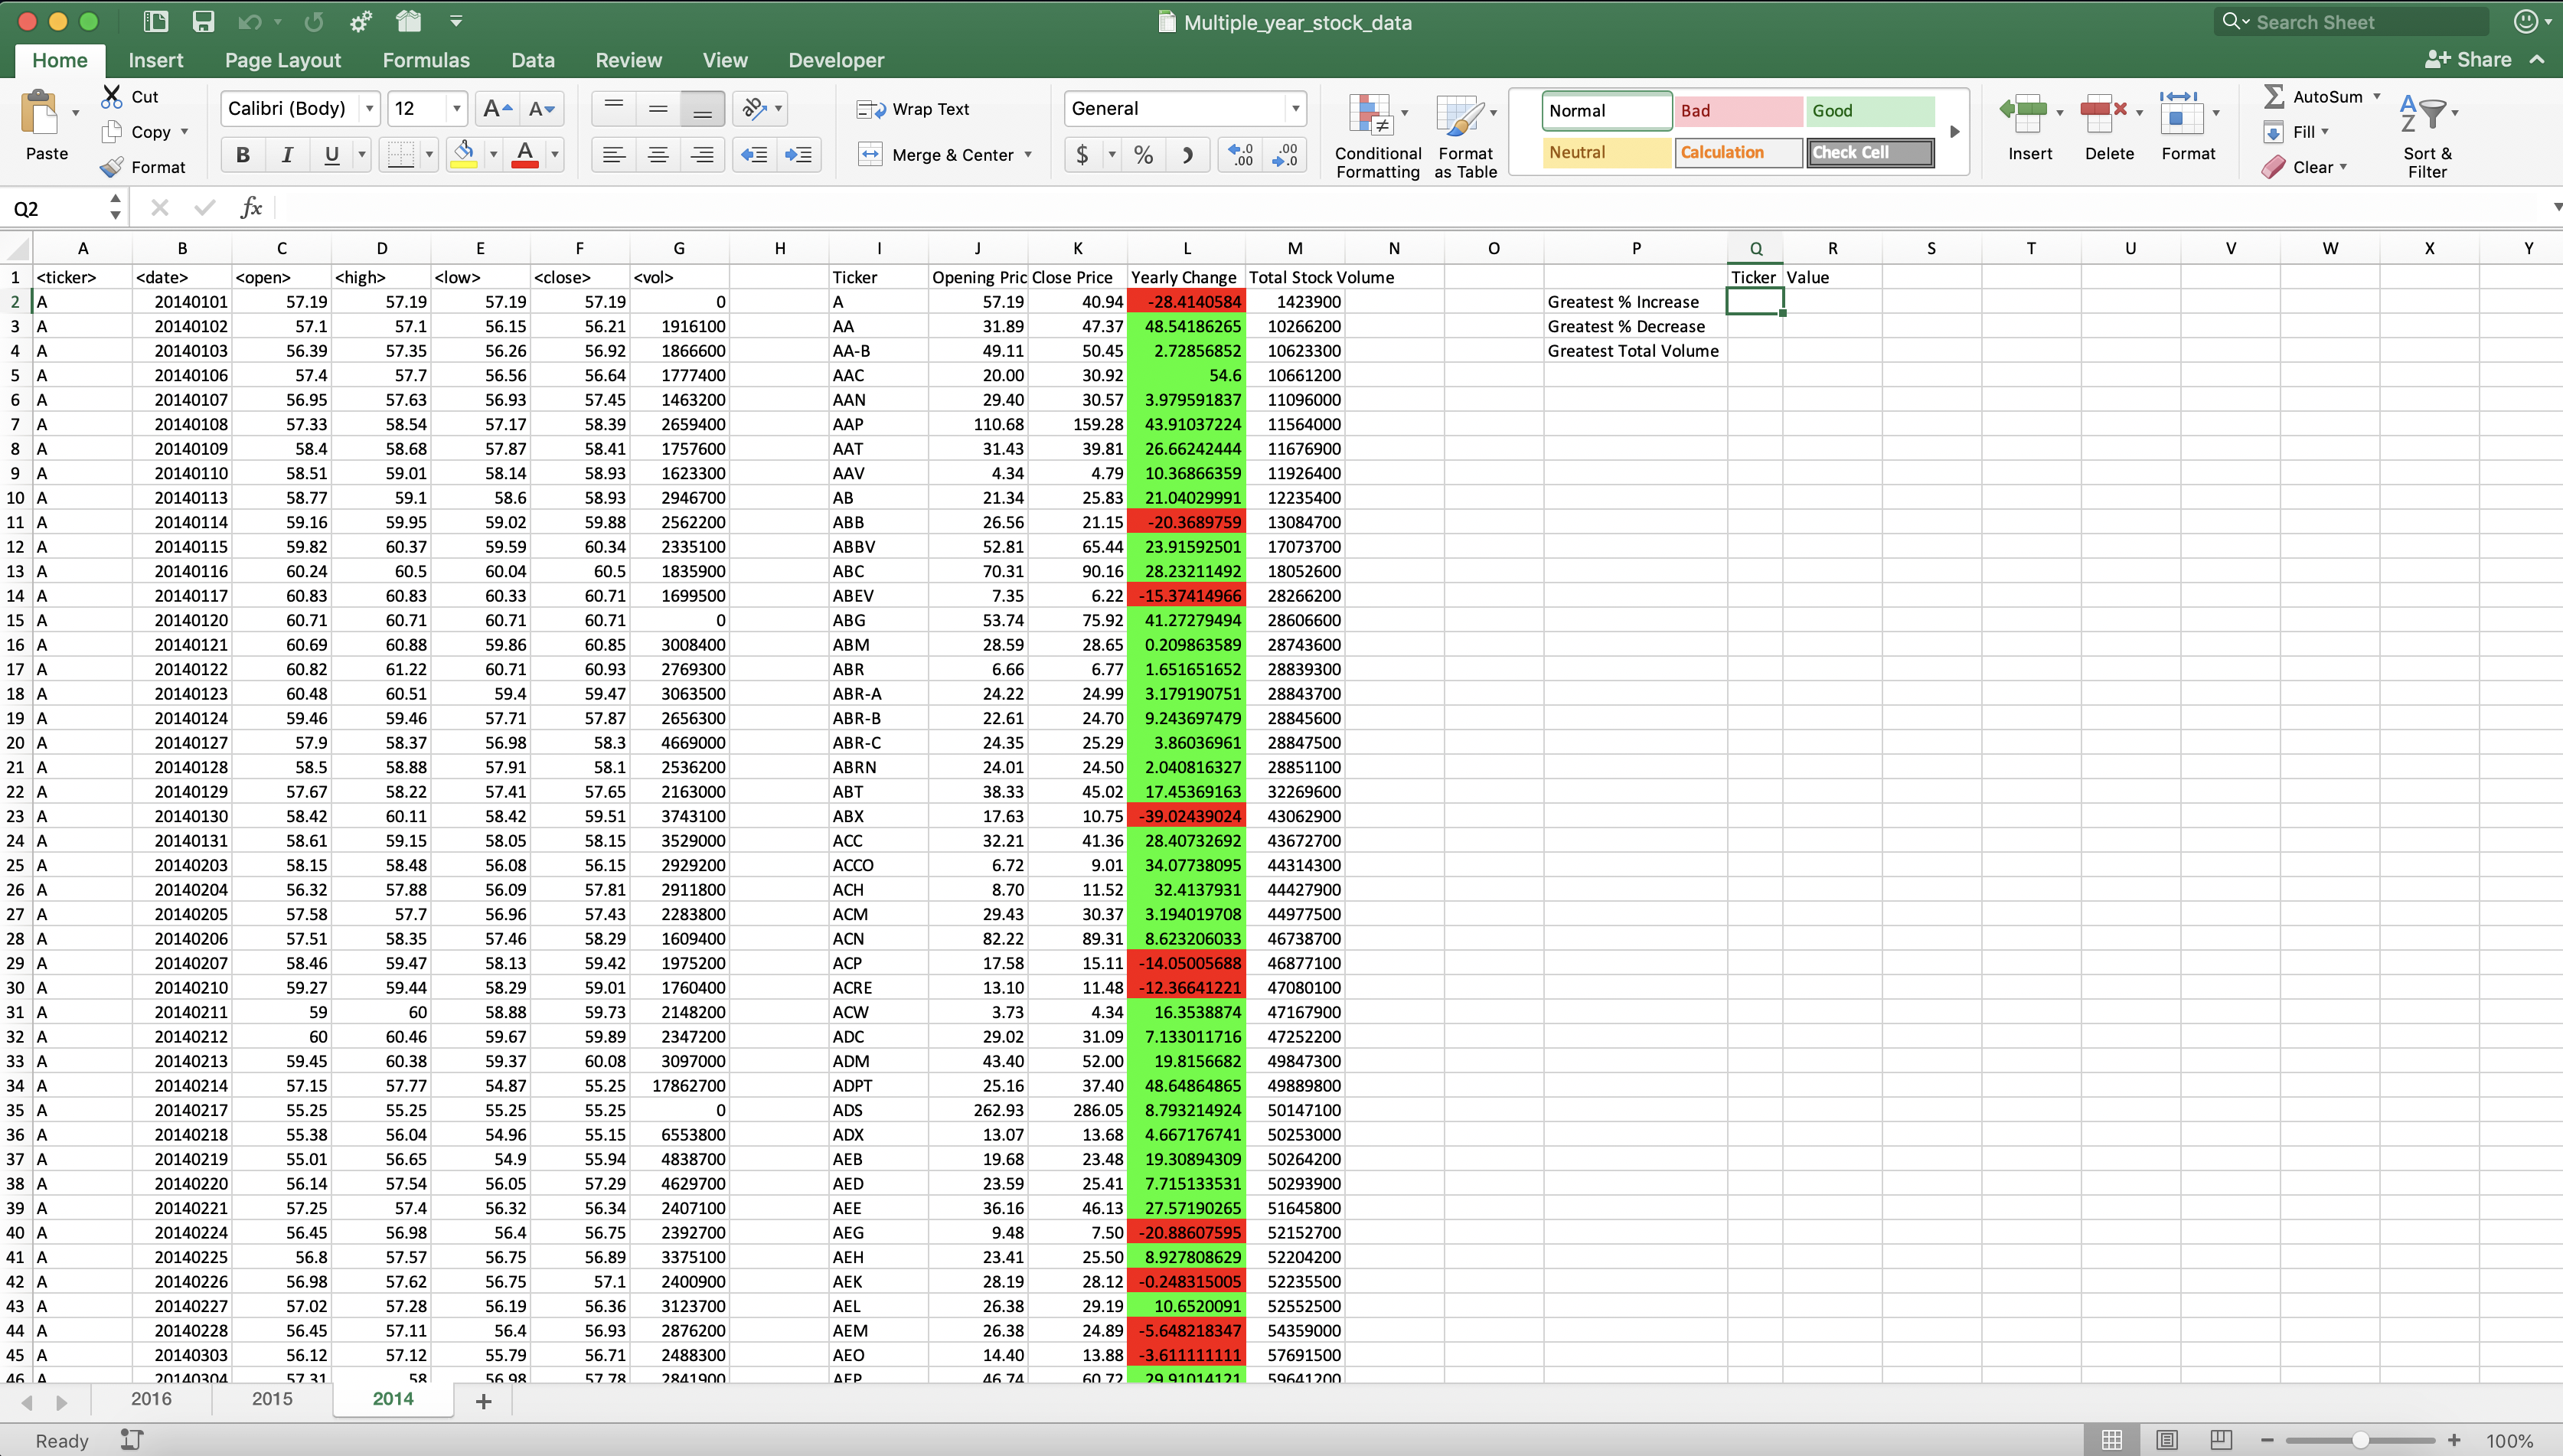 Multiple_year_stock_data
Search Sheet
Home Insert Page Layout Formulas Data Review View Developer
Share
Paste
Cut
Copy
Format
Calibri (Body) 12
B I U
Wrap Text
Merge & Center
General
$ %
Conditional Formatting
Format as Table
Normal Bad Good
Neutral Calculation Check Cell
Insert Delete Format
AutoSum
Fill
Clear
Sort & Filter
Q2 fx
A B C D E F G H I J K L M N O P Q R S T U V W X Y
1 <ticker> <date> <open> <high> <low> <close> <vol> Ticker Opening Pric Close Price Yearly Change Total Stock Volume Ticker Value
2 A 20140101 57.19 57.19 57.19 57.19 0 A 57.19 40.94 -28.4140584 1423900 Greatest % Increase
3 A 20140102 57.1 57.1 56.15 56.21 1916100 AA 31.89 47.37 48.54186265 10266200 Greatest % Decrease
4 A 20140103 56.39 57.35 56.26 56.92 1866600 AA-B 49.11 50.45 2.72856852 10623300 Greatest Total Volume
5 A 20140106 57.4 57.7 56.56 56.64 1777400 AAC 20.00 30.92 54.6 10661200
6 A 20140107 56.95 57.63 56.93 57.45 1463200 AAN 29.40 30.57 3.979591837 11096000
7 A 20140108 57.33 58.54 57.17 58.39 2659400 AAP 110.68 159.28 43.91037224 11564000
8 A 20140109 58.4 58.68 57.87 58.41 1757600 AAT 31.43 39.81 26.66242444 11676900
9 A 20140110 58.51 59.01 58.14 58.93 1623300 AAV 4.34 4.79 10.36866359 11926400
10 A 20140113 58.77 59.1 58.6 58.93 2946700 AB 21.34 25.83 21.04029991 12235400
11 A 20140114 59.16 59.95 59.02 59.88 2562200 ABB 26.56 21.15 -20.3689759 13084700
12 A 20140115 59.82 60.37 59.59 60.34 2335100 ABBV 52.81 65.44 23.91592501 17073700
13 A 20140116 60.24 60.5 60.04 60.5 1835900 ABC 70.31 90.16 28.23211492 18052600
14 A 20140117 60.83 60.83 60.33 60.71 1699500 ABEV 7.35 6.22 -15.37414966 28266200
15 A 20140120 60.71 60.71 60.71 60.71 0 ABG 53.74 75.92 41.27279494 28606600
16 A 20140121 60.69 60.88 59.86 60.85 3008400 ABM 28.59 28.65 0.209863589 28743600
17 A 20140122 60.82 61.22 60.71 60.93 2769300 ABR 6.66 6.77 1.651651652 28839300
18 A 20140123 60.48 60.51 59.4 59.47 3063500 ABR-A 24.22 24.99 3.179190751 28843700
19 A 20140124 59.46 59.46 57.71 57.87 2656300 ABR-B 22.61 24.70 9.243697479 28845600
20 A 20140127 57.9 58.37 56.98 58.3 4669000 ABR-C 24.35 25.29 3.86036961 28847500
21 A 20140128 58.5 58.88 57.91 58.1 2536200 ABRN 24.01 24.50 2.040816327 28851100
22 A 20140129 57.67 58.22 57.41 57.65 2163000 ABT 38.33 45.02 17.45369163 32269600
23 A 20140130 58.42 60.11 58.42 59.51 3743100 ABX 17.63 10.75 -39.02439024 43062900
24 A 20140131 58.61 59.15 58.05 58.15 3529000 ACC 32.21 41.36 28.40732692 43672700
25 A 20140203 58.15 58.48 56.08 56.15 2929200 ACCO 6.72 9.01 34.07738095 44314300
26 A 20140204 56.32 57.88 56.09 57.81 2911800 ACH 8.70 11.52 32.4137931 44427900
27 A 20140205 57.58 57.7 56.96 57.43 2283800 ACM 29.43 30.37 3.194019708 44977500
28 A 20140206 57.51 58.35 57.46 58.29 1609400 ACN 82.22 89.31 8.623206033 46738700
29 A 20140207 58.46 59.47 58.13 59.42 1975200 ACP 17.58 15.11 -14.05005688 46877100
30 A 20140210 59.27 59.44 58.29 59.01 1760400 ACRE 13.10 11.48 -12.36641221 47080100
31 A 20140211 59 60 58.88 59.73 2148200 ACW 3.73 4.34 16.3538874 47167900
32 A 20140212 60 60.46 59.67 59.89 2347200 ADC 29.02 31.09 7.133011716 47252200
33 A 20140213 59.45 60.38 59.37 60.08 3097000 ADM 43.40 52.00 19.8156682 49847300
34 A 20140214 57.15 57.77 54.87 55.25 17862700 ADPT 25.16 37.40 48.64864865 49889800
35 A 20140217 55.25 55.25 55.25 55.25 0 ADS 262.93 286.05 8.793214924 50147100
36 A 20140218 55.38 56.04 54.96 55.15 6553800 ADX 13.07 13.68 4.667176741 50253000
37 A 20140219 55.01 56.65 54.9 55.94 4838700 AEB 19.68 23.48 19.30894309 50264200
38 A 20140220 56.14 57.54 56.05 57.29 4629700 AED 23.59 25.41 7.715133531 50293900
39 A 20140221 57.25 57.4 56.32 56.34 2407100 AEE 36.16 46.13 27.57190265 51645800
40 A 20140224 56.45 56.98 56.4 56.75 2392700 AEG 9.48 7.50 -20.88607595 52152700
41 A 20140225 56.8 57.57 56.75 56.89 3375100 AEH 23.41 25.50 8.927808629 52204200
42 A 20140226 56.98 57.62 56.75 57.1 2400900 AEK 28.19 28.12 -0.248315005 52235500
43 A 20140227 57.02 57.28 56.19 56.36 3123700 AEL 26.38 29.19 10.6520091 52552500
44 A 20140228 56.45 57.11 56.4 56.93 2876200 AEM 26.38 24.89 -5.648218347 54359000
45 A 20140303 56.12 57.12 55.79 56.71 2488300 AEO 14.40 13.88 -3.611111111 57691500
46 A 20140304 57.31 58 56.98 57.78 2841900 AEP 46.74 60.72 29.91014121 59641200
2016 2015 2014
Ready 100%